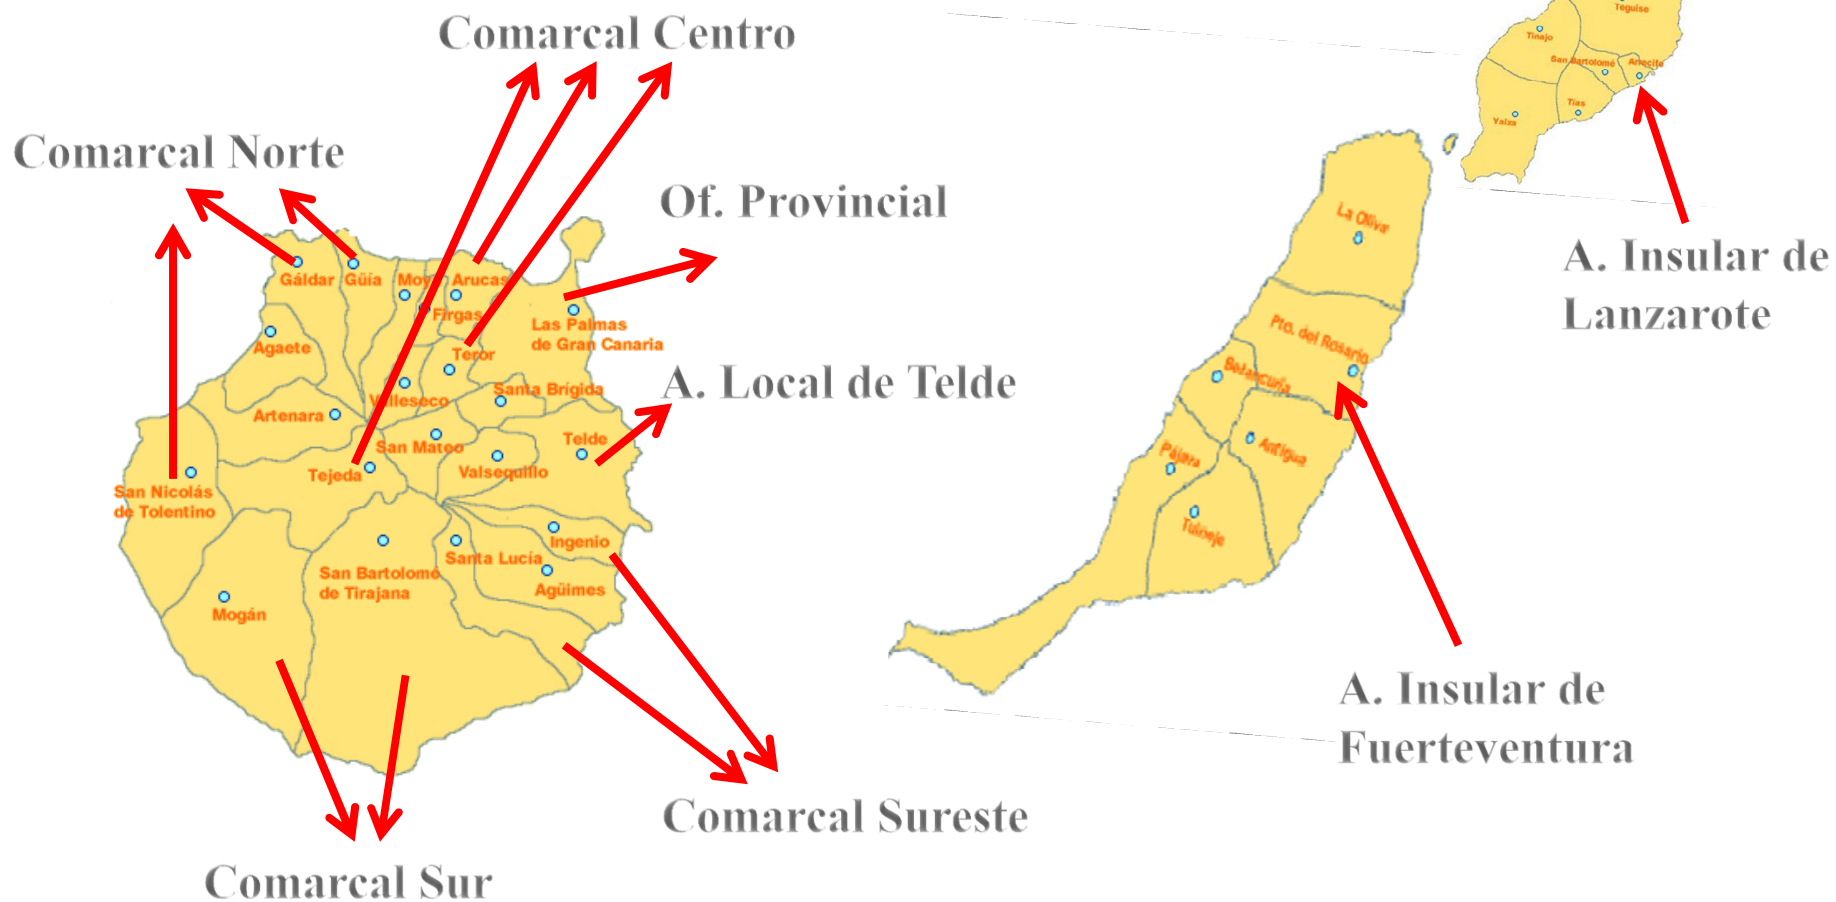 Comarcal Centro
Comarcal Norte
Of. Provincial
A. Local de Telde
Gáldar
Güía
Moy
Arucas
Firgas
Las Palmas
de Gran Canaria
Agaete
Teror
Valleseco
Santa Brígida
Artenara
San Mateo
Telde
Tejeda
Valsequillo
San Nicolás
de Tolentino
Ingenio
Santa Lucía
San Bartolomé
de Tirajana
Agüimes
Mogán
Comarcal Sureste
Comarcal Sur
Teguise
Tinajo
San Bartolomé
Arrecife
Tías
Yaiza
A. Insular de
Lanzarote
La Oliva
Pto. del Rosario
Betancuria
Antigua
Pájara
Tuineje
A. Insular de
Fuerteventura